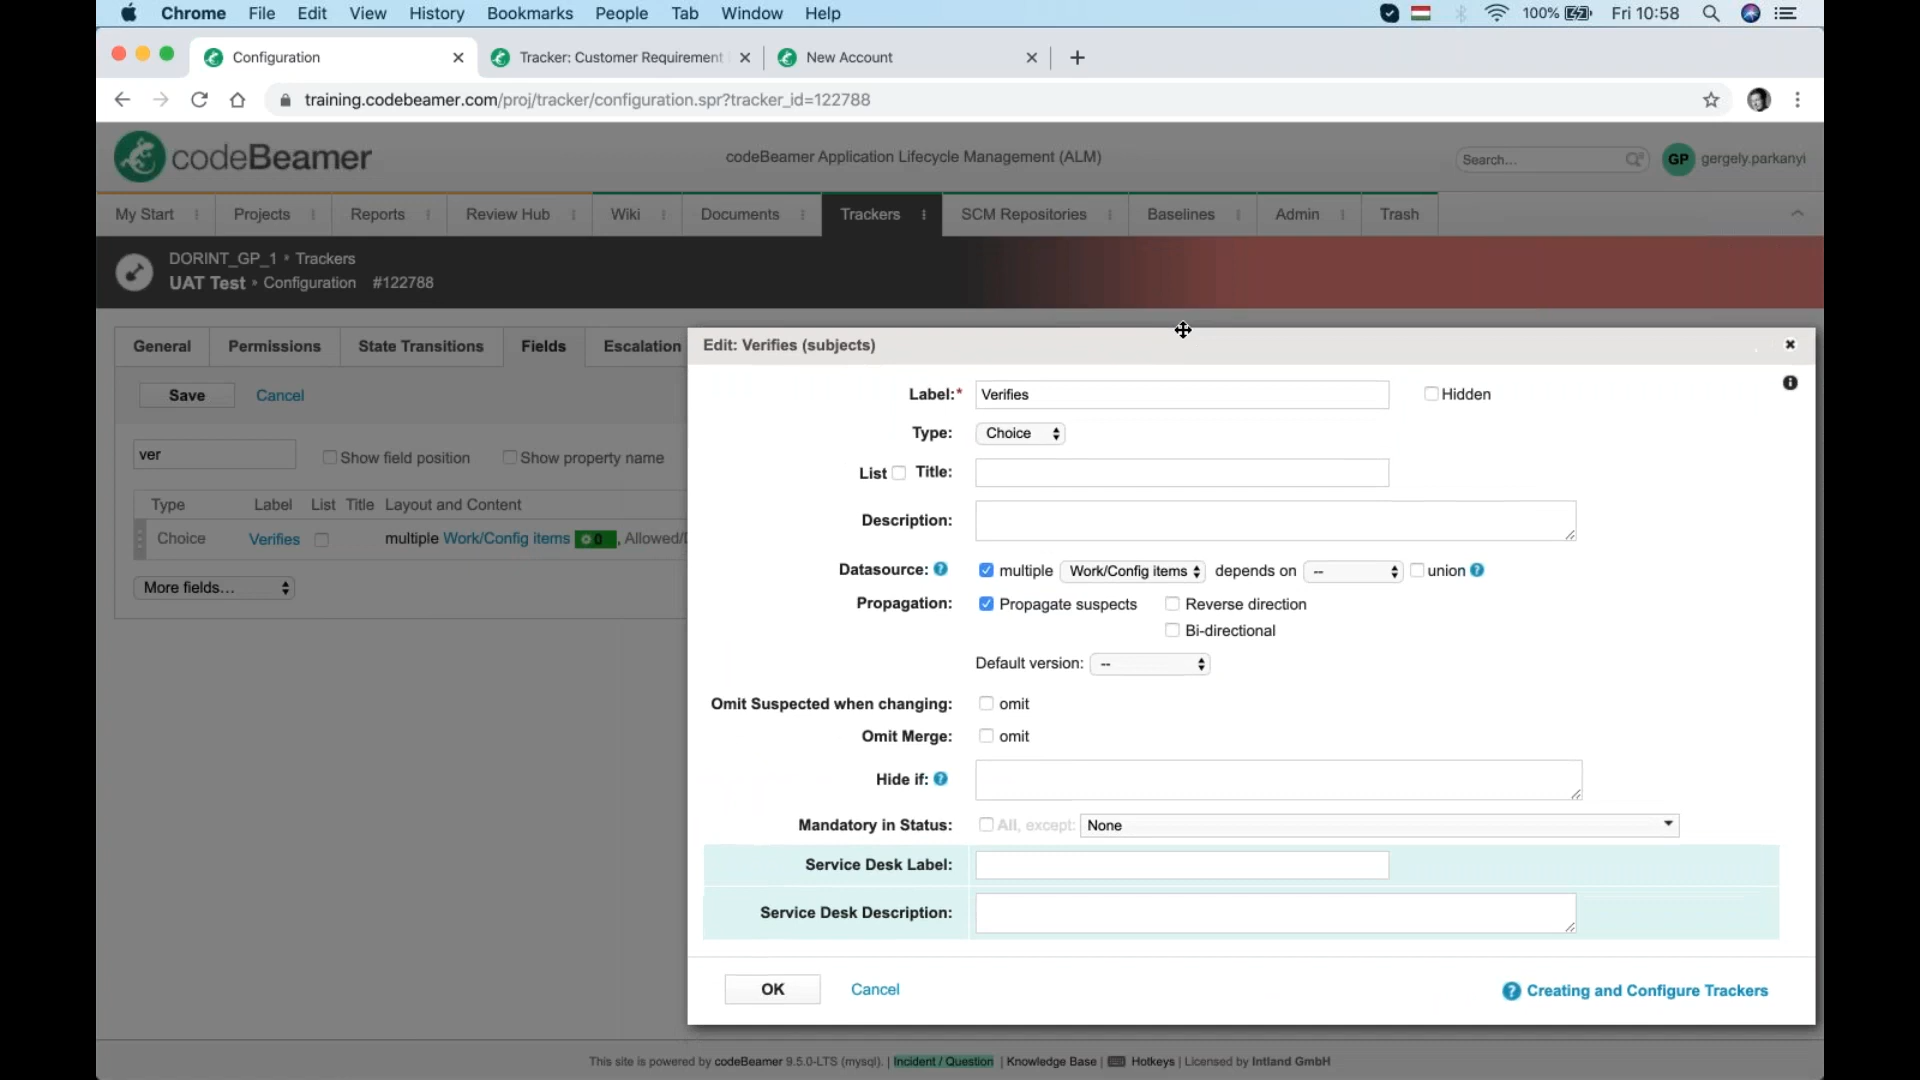 Chrome File Edit View History Bookmarks People Tab Window Help 100% Fri 10:58
Configuration Tracker: Customer Requirement New Account
training.codebeamer.com/proj/tracker/configuration.spr?tracker_id=122788
codeBeamer codeBeamer Application Lifecycle Management (ALM) Search... GP gergely.parkanyi
My Start Projects Reports Review Hub Wiki Documents Trackers SCM Repositories Baselines Admin Trash
DORINT_GP_1 • Trackers
UAT Test • Configuration #122788
General Permissions State Transitions Fields Escalation
Save Cancel
ver Show field position Show property name
Type Label List Title Layout and Content
Choice Verifies multiple Work/Config items 0 , Allowed/
More fields...
Edit: Verifies (subjects)
Label:* Verifies Hidden
Type: Choice
List Title:
Description:
Datasource: multiple Work/Config items depends on -- union
Propagation: Propagate suspects Reverse direction
Bi-directional
Default version: --
Omit Suspected when changing: omit
Omit Merge: omit
Hide if:
Mandatory in Status: All, except: None
Service Desk Label:
Service Desk Description:
OK Cancel Creating and Configure Trackers
This site is powered by codeBeamer 9.5.0-LTS (mysql). | Incident / Question | Knowledge Base | Hotkeys | Licensed by Intland GmbH